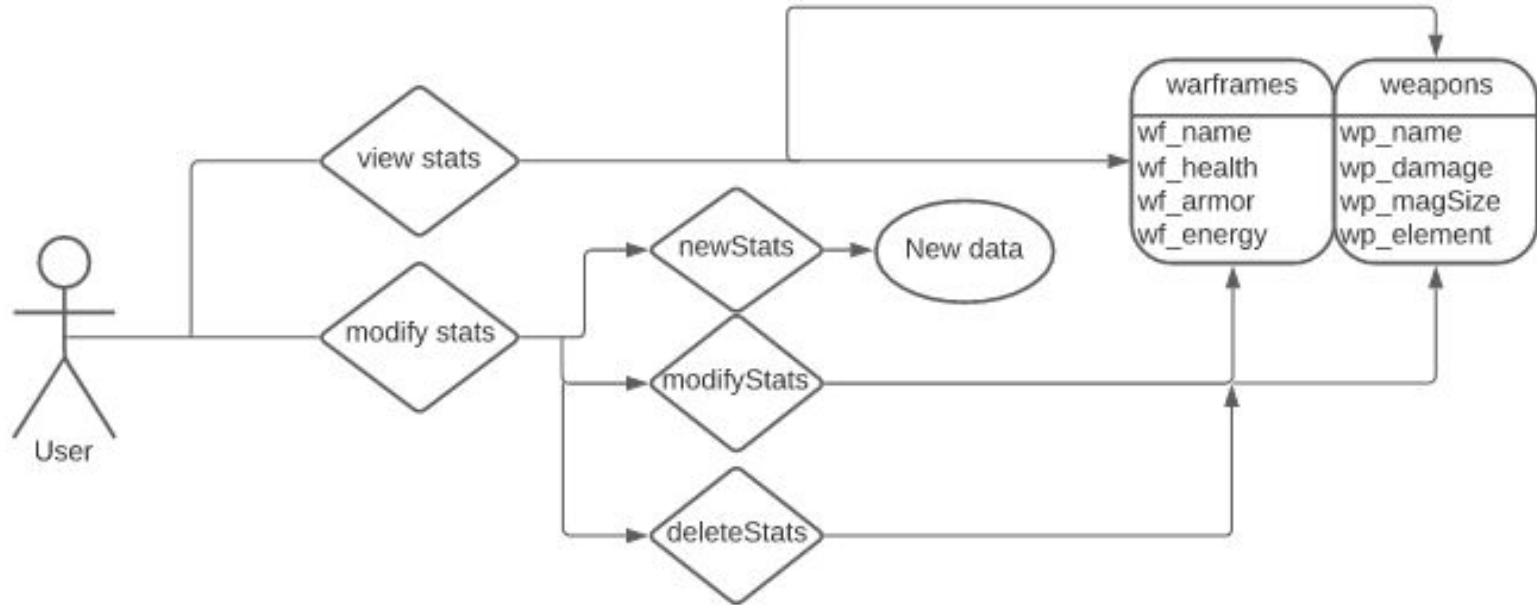 warframes
wf_name
wf_health
wf_armor
wf_energy
weapons
wp_name
wp_damage
wp_magSize
wp_element
view stats
newStats
New data
modify stats
modifyStats
User
deleteStats